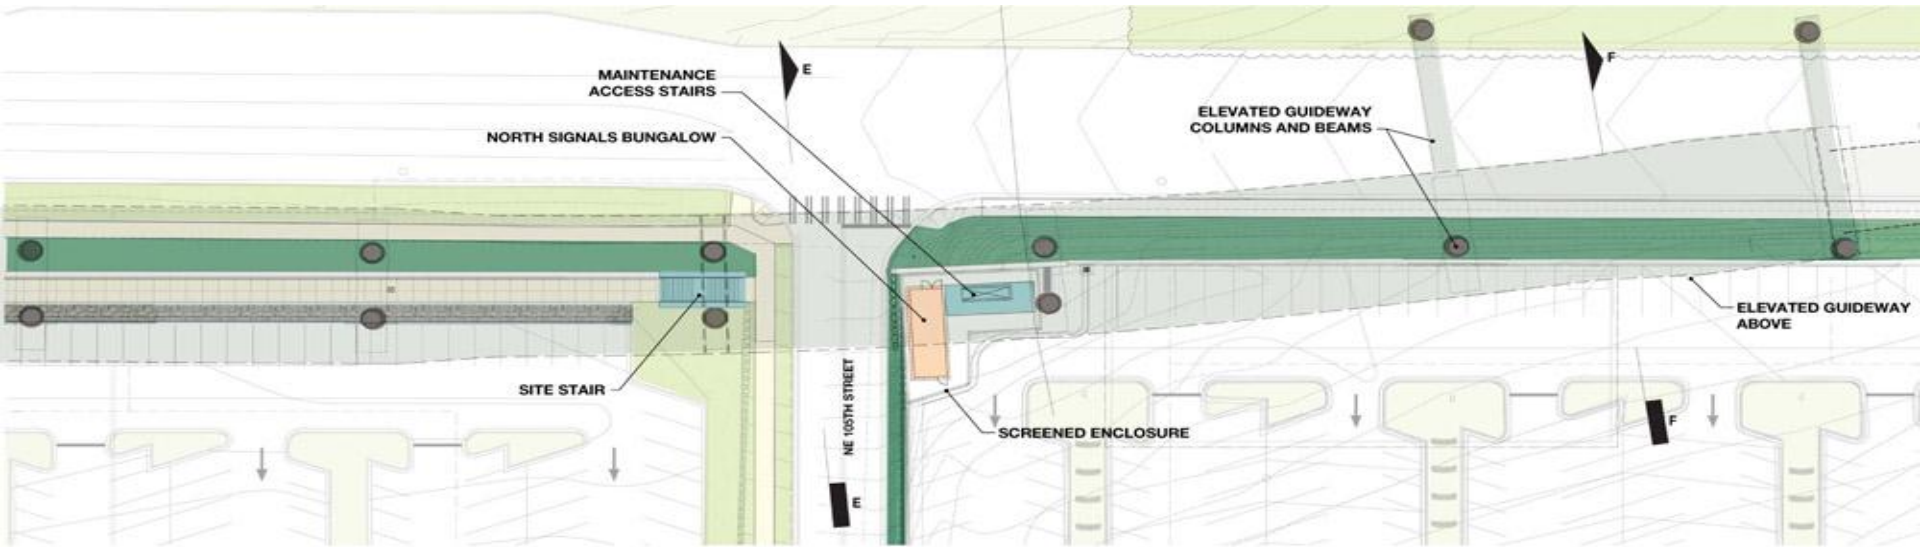 E
F
MAINTENANCE
ACCESS STAIRS
NORTH SIGNALS BUNGALOW
ELEVATED GUIDEWAY
COLUMNS AND BEAMS
ELEVATED GUIDEWAY
ABOVE
SITE STAIR
NE 105TH STREET
SCREENED ENCLOSURE
F
E